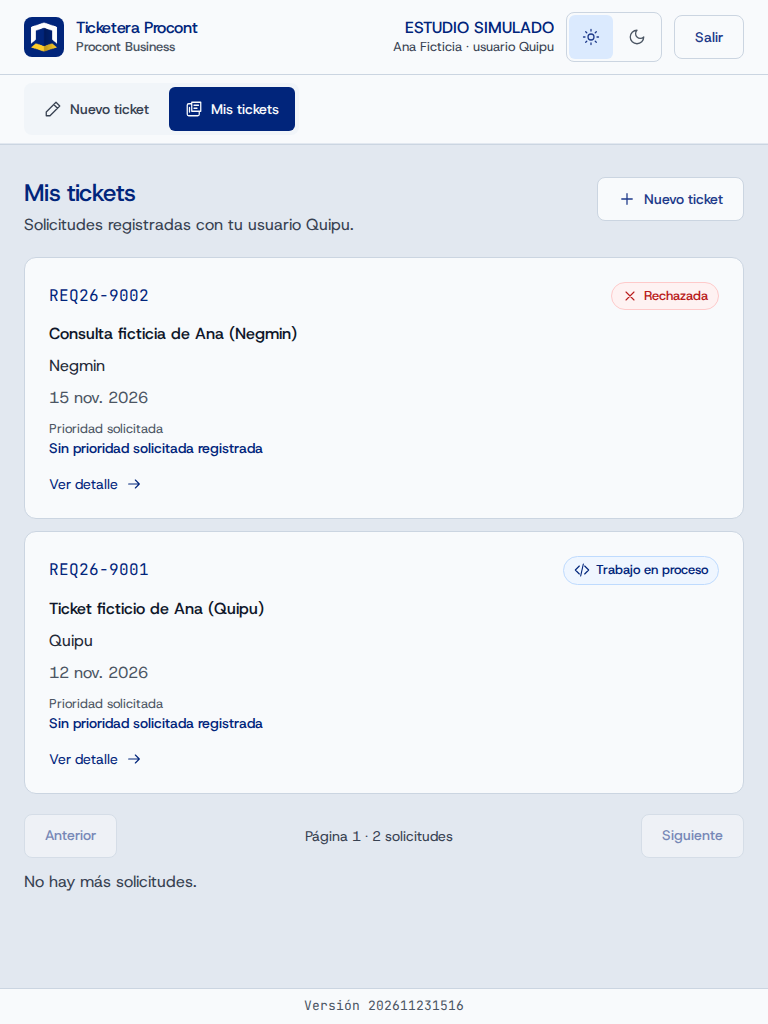 Ticketera Procont
Procont Business
ESTUDIO SIMULADO
Ana Ficticia · usuario Quipu
Salir
Nuevo ticket
Mis tickets
Mis tickets
Solicitudes registradas con tu usuario Quipu.
Nuevo ticket
REQ26-9002
Rechazada
Consulta ficticia de Ana (Negmin)
Negmin
15 nov. 2026
Prioridad solicitada
Sin prioridad solicitada registrada
Ver detalle
REQ26-9001
Trabajo en proceso
Ticket ficticio de Ana (Quipu)
Quipu
12 nov. 2026
Prioridad solicitada
Sin prioridad solicitada registrada
Ver detalle
Anterior
Página 1 · 2 solicitudes
Siguiente
No hay más solicitudes.
Versión 202611231516